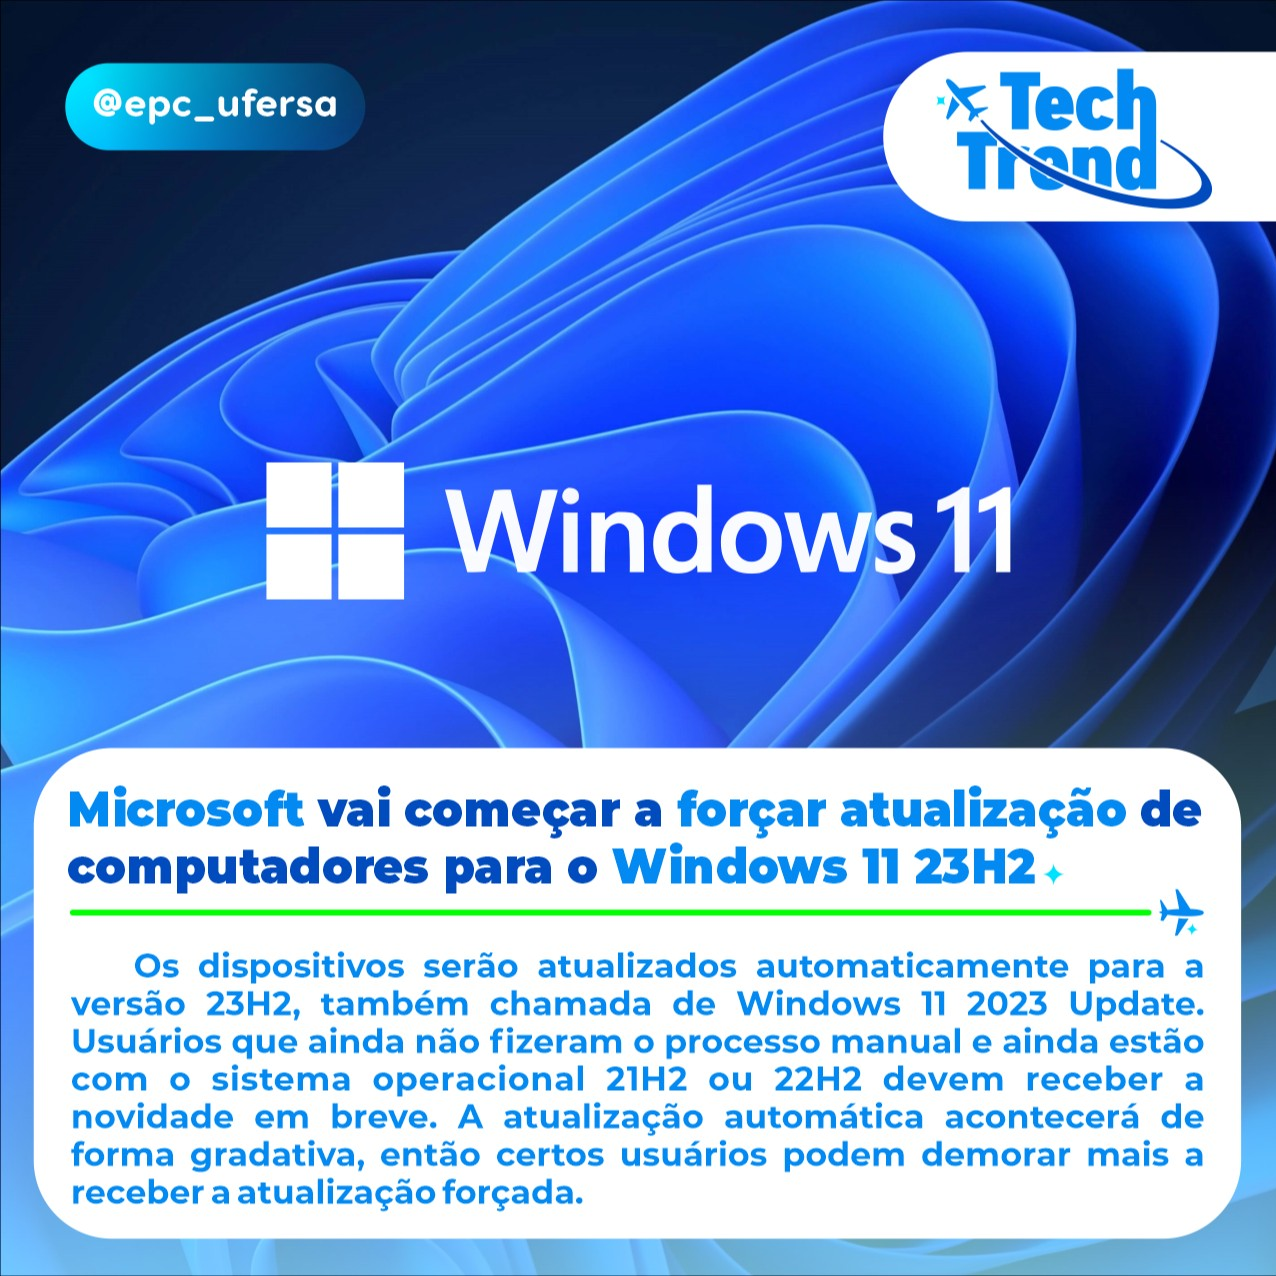 @epc_ufersa
Tech
Trend
Windows 11
Microsoft vai começar a forçar atualização de
computadores para o Windows 11 23H2
Os dispositivos serão atualizados automaticamente para a
versão 23H2, também chamada de Windows 11 2023 Update.
Usuários que ainda não fizeram o processo manual e ainda estão
com o sistema operacional 21H2 ou 22H2 devem receber a
novidade em breve. A atualização automática acontecerá de
forma gradativa, então certos usuários podem demorar mais a
receber a atualização forçada.